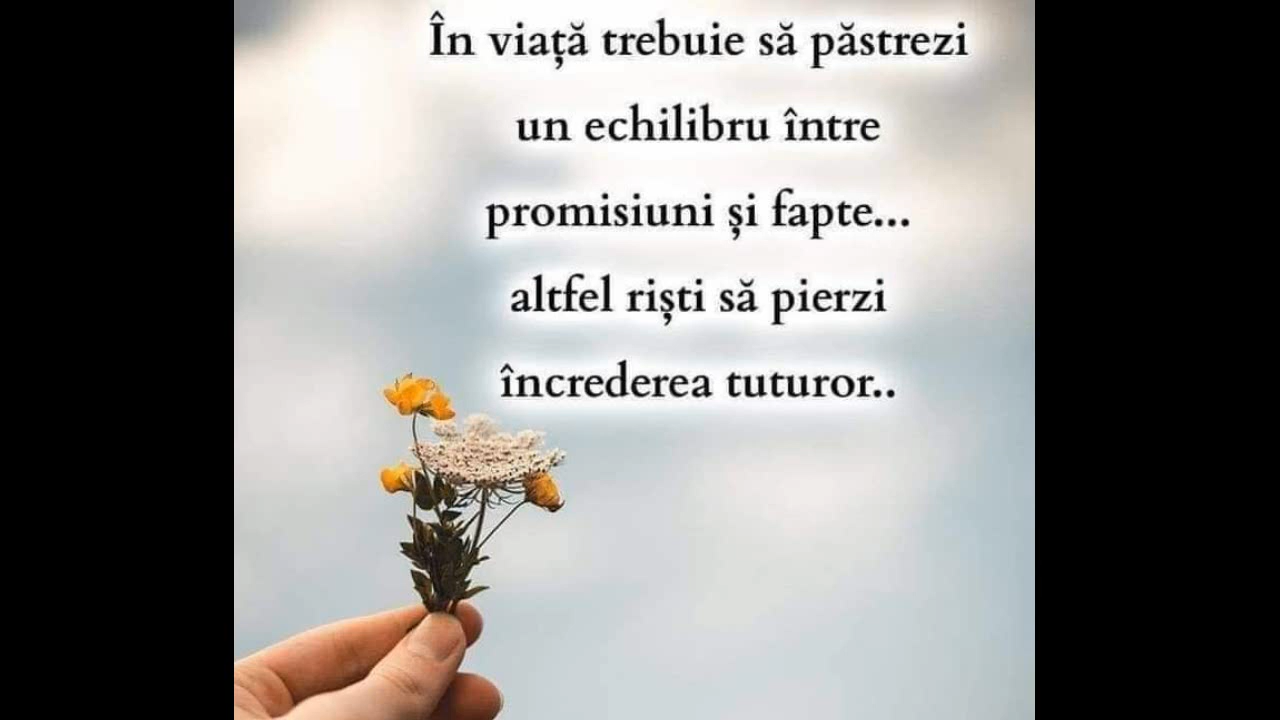 În viață trebuie să păstrezi
un echilibru între
promisiuni și fapte...
altfel riști să pierzi
încrederea tuturor..